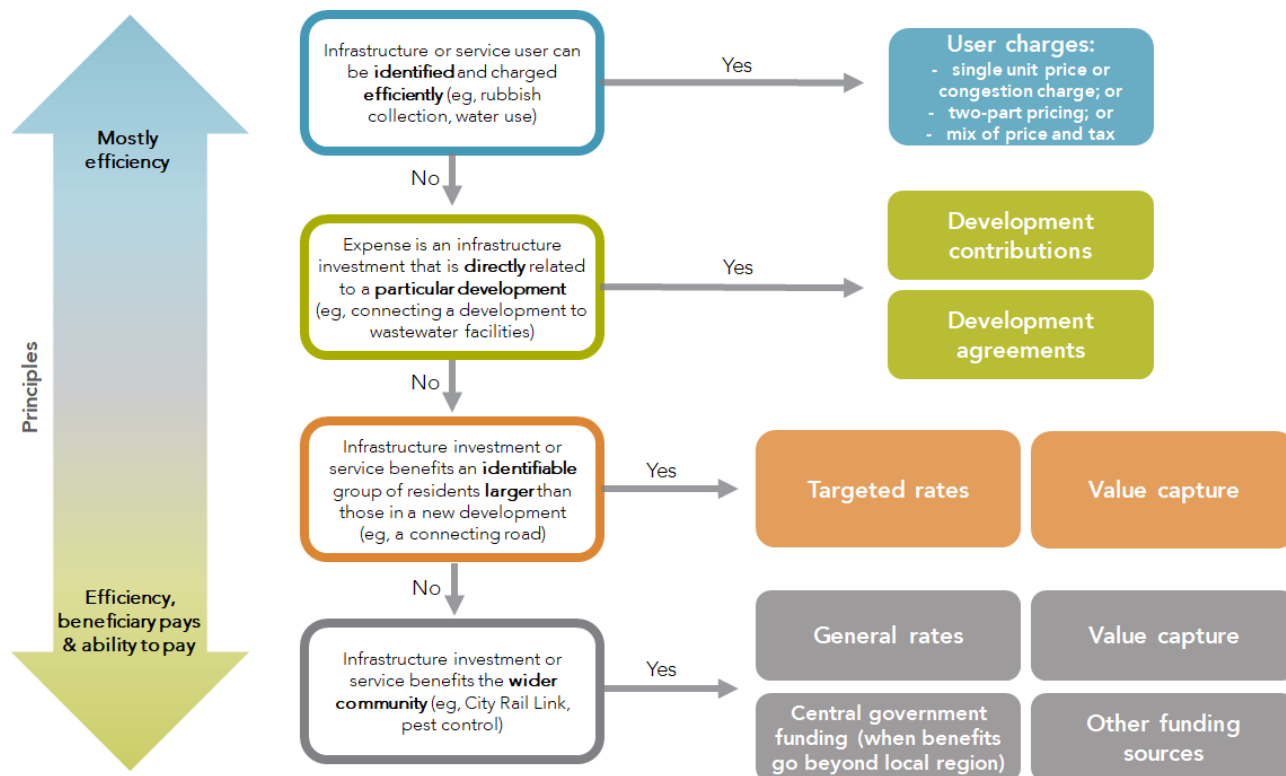 Principles
Mostly
efficiency
Efficiency,
beneficiary pays
& ability to pay
Infrastructure or service user can
be identified and charged
efficiently (eg, rubbish
collection, water use)
Yes
User charges:
- single unit price or
congestion charge; or
- two-part pricing; or
- mix of price and tax
No
Expense is an infrastructure
investment that is directly related
to a particular development
(eg, connecting a development to
wastewater facilities)
Yes
Development
contributions
Development
agreements
No
Infrastructure investment or
service benefits an identifiable
group of residents larger than
those in a new development
(eg, a connecting road)
Yes
Targeted rates
Value capture
No
Infrastructure investment or
service benefits the wider
community (eg, City Rail Link,
pest control)
Yes
General rates
Value capture
Central government
funding (when benefits
go beyond local region)
Other funding
sources